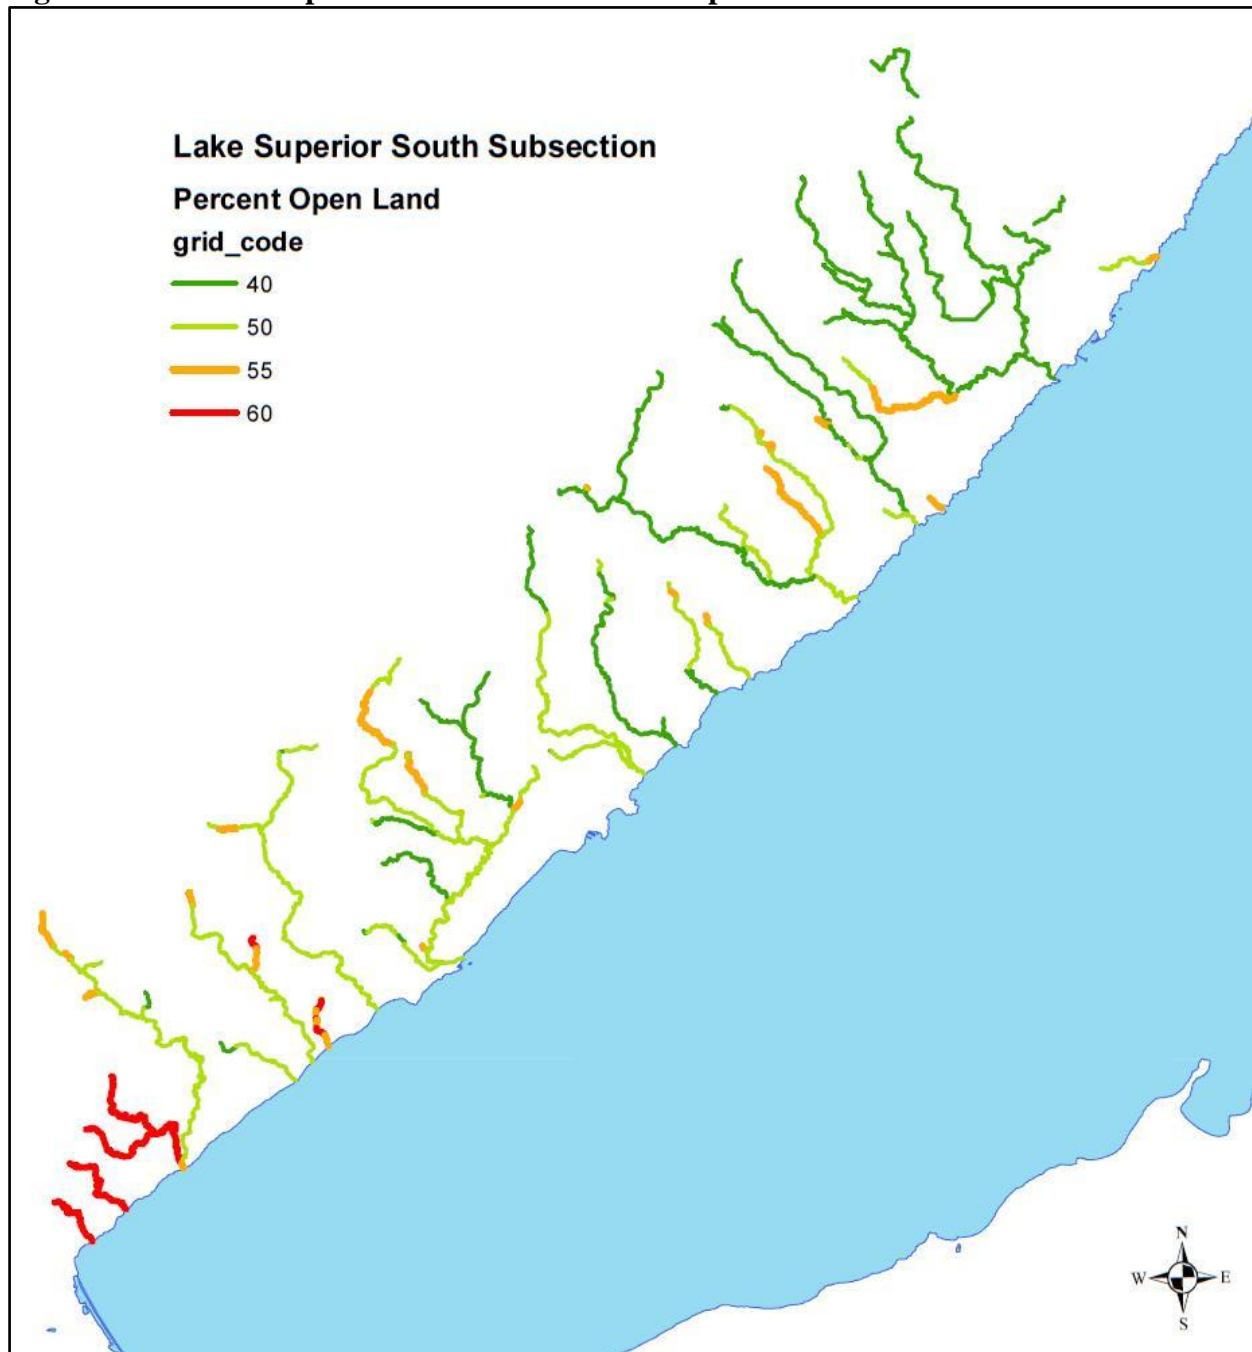 Lake Superior South Subsection
Percent Open Land
grid_code
40
50
55
60
N
W E
S